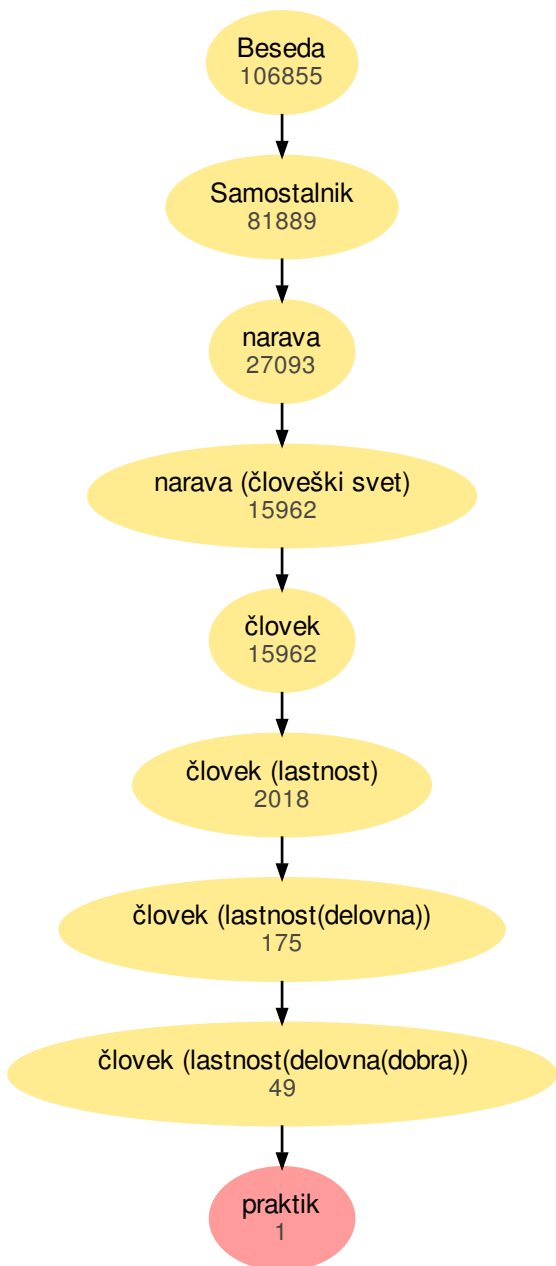 Beseda
106855
Samostalnik
81889
narava
27093
narava (človeški svet)
15962
človek
15962
človek (lastnost)
2018
človek (lastnost(delovna))
175
človek (lastnost(delovna(dobra))
49
praktik
1